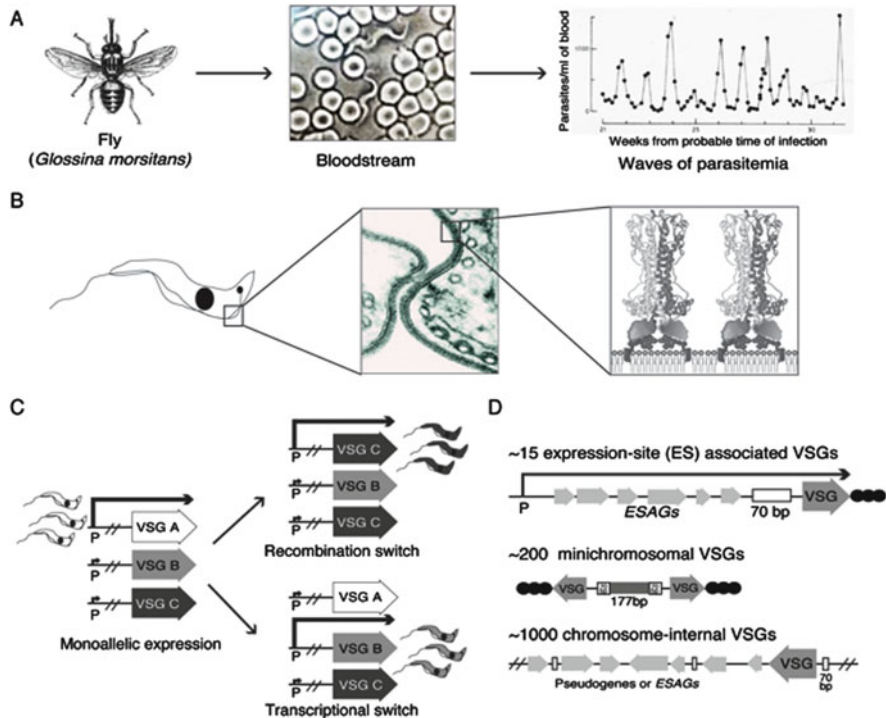 A
Fly
(Glossina morsitans)
Bloodstream
Parasites/ml of blood
21
30
Weeks from probable time of infection
Waves of parasitemia
B
C
P
VSG A
P
VSG B
P
VSG C
Monoallelic expression
P
VSG C
P
VSG B
P
VSG C
Recombination switch
P
VSG A
P
VSG B
P
VSG C
Transcriptional switch
D
~15 expression-site (ES) associated VSGs
P
ESAGs
70 bp
VSG
~200 minichromosomal VSGs
VSG
VSG
177bp
~1000 chromosome-internal VSGs
VSG
70
bp
Pseudogenes or ESAGs